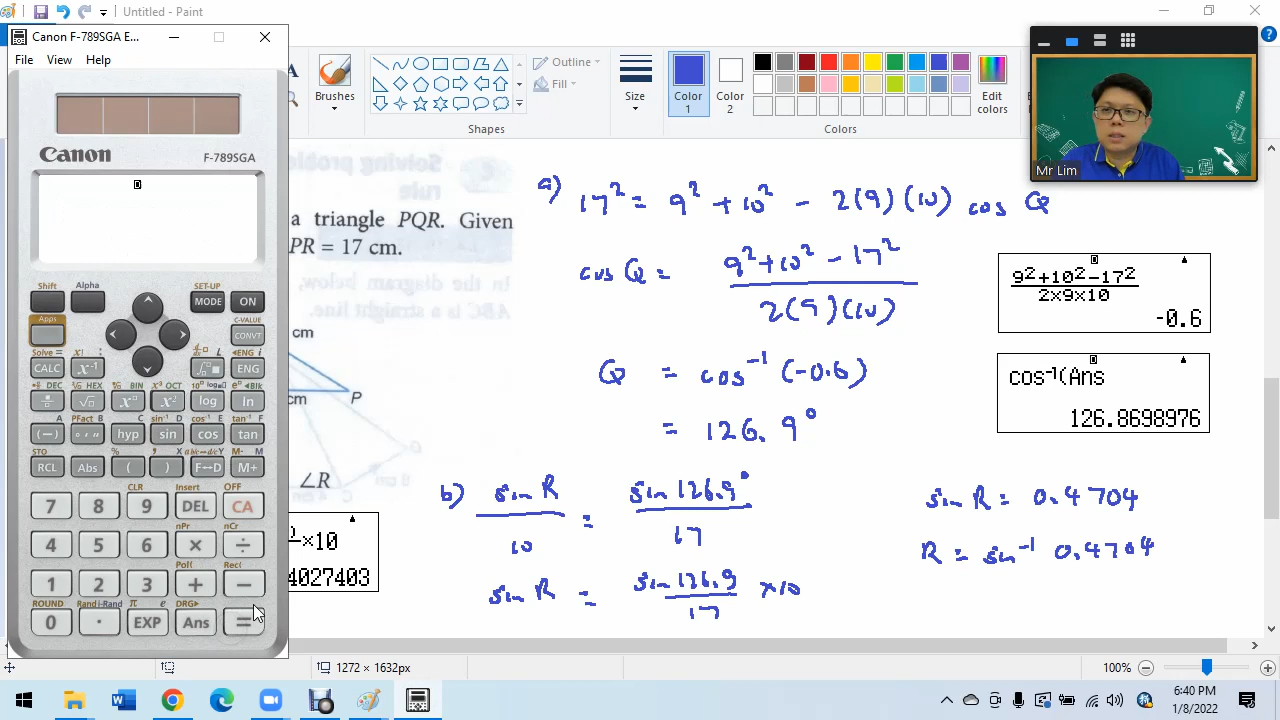 Untitled - Paint
Canon F-789SGA E...
File View Help
Brushes
Shapes
Outline
Fill
Size
Color 1
Color 2
Edit colors
Colors
Mr Lim
Canon
F-789SGA
Shift Alpha SET-UP MODE ON
Apps C-VALUE CONVT
Solve = CALC x! x⁻¹ ◂ENG i ENG
log ln
(−) hyp sin cos tan
RCL Abs ( ) F↔D M+
7 8 9 DEL CA
4 5 6 × ÷
1 2 3 + −
0 · EXP Ans =
Solving problem
rule
a triangle PQR. Given
PR = 17 cm.
In the diagram below,
ABC is a straight line.
cm
cm
P
∠R
a) 17² = 9² + 10² − 2(9)(10) cos Q
cos Q = (9² + 10² − 17²) / 2(9)(10)
Q = cos⁻¹ (−0.6)
= 126.9°
9²+10²−17²
2×9×10
-0.6
cos⁻¹(Ans
126.8698976
b) sin R / 10 = sin 126.9° / 17
sin R = sin 126.9 / 17 × 10
×10
4027403
sin R = 0.4704
R = sin⁻¹ 0.4704
1272 × 1632px
100%
6:40 PM
1/8/2022